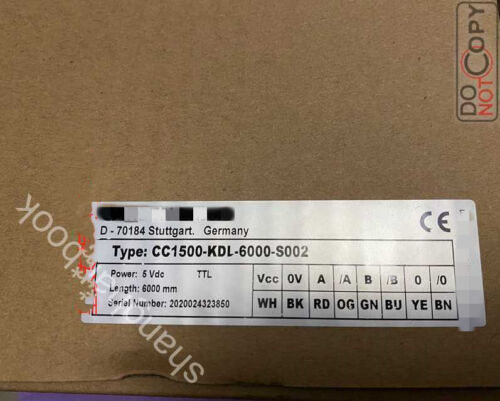 DO
NOT COPY
D - 70184 Stuttgart. Germany
CE
Type: CC1500-KDL-6000-S002
Power: 5 Vdc TTL
Length: 6000 mm
Serial Number: 2020024323850
Vcc 0V A /A B /B 0 /0
WH BK RD OG GN BU YE BN